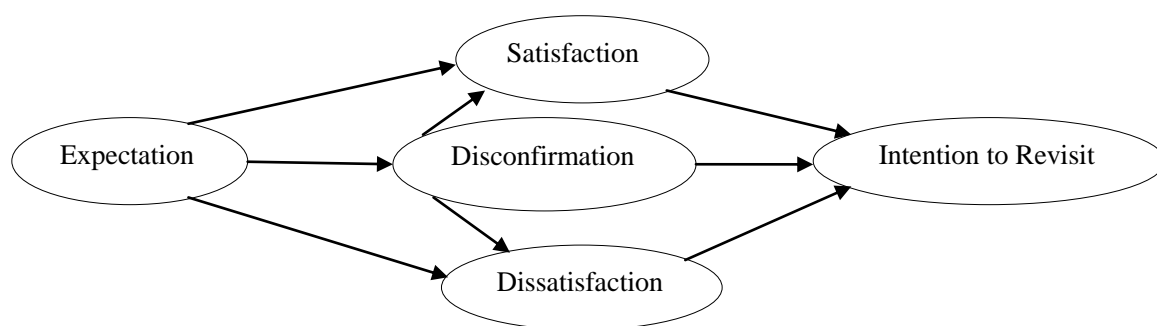 Satisfaction
Expectation
Disconfirmation
Intention to Revisit
Dissatisfaction